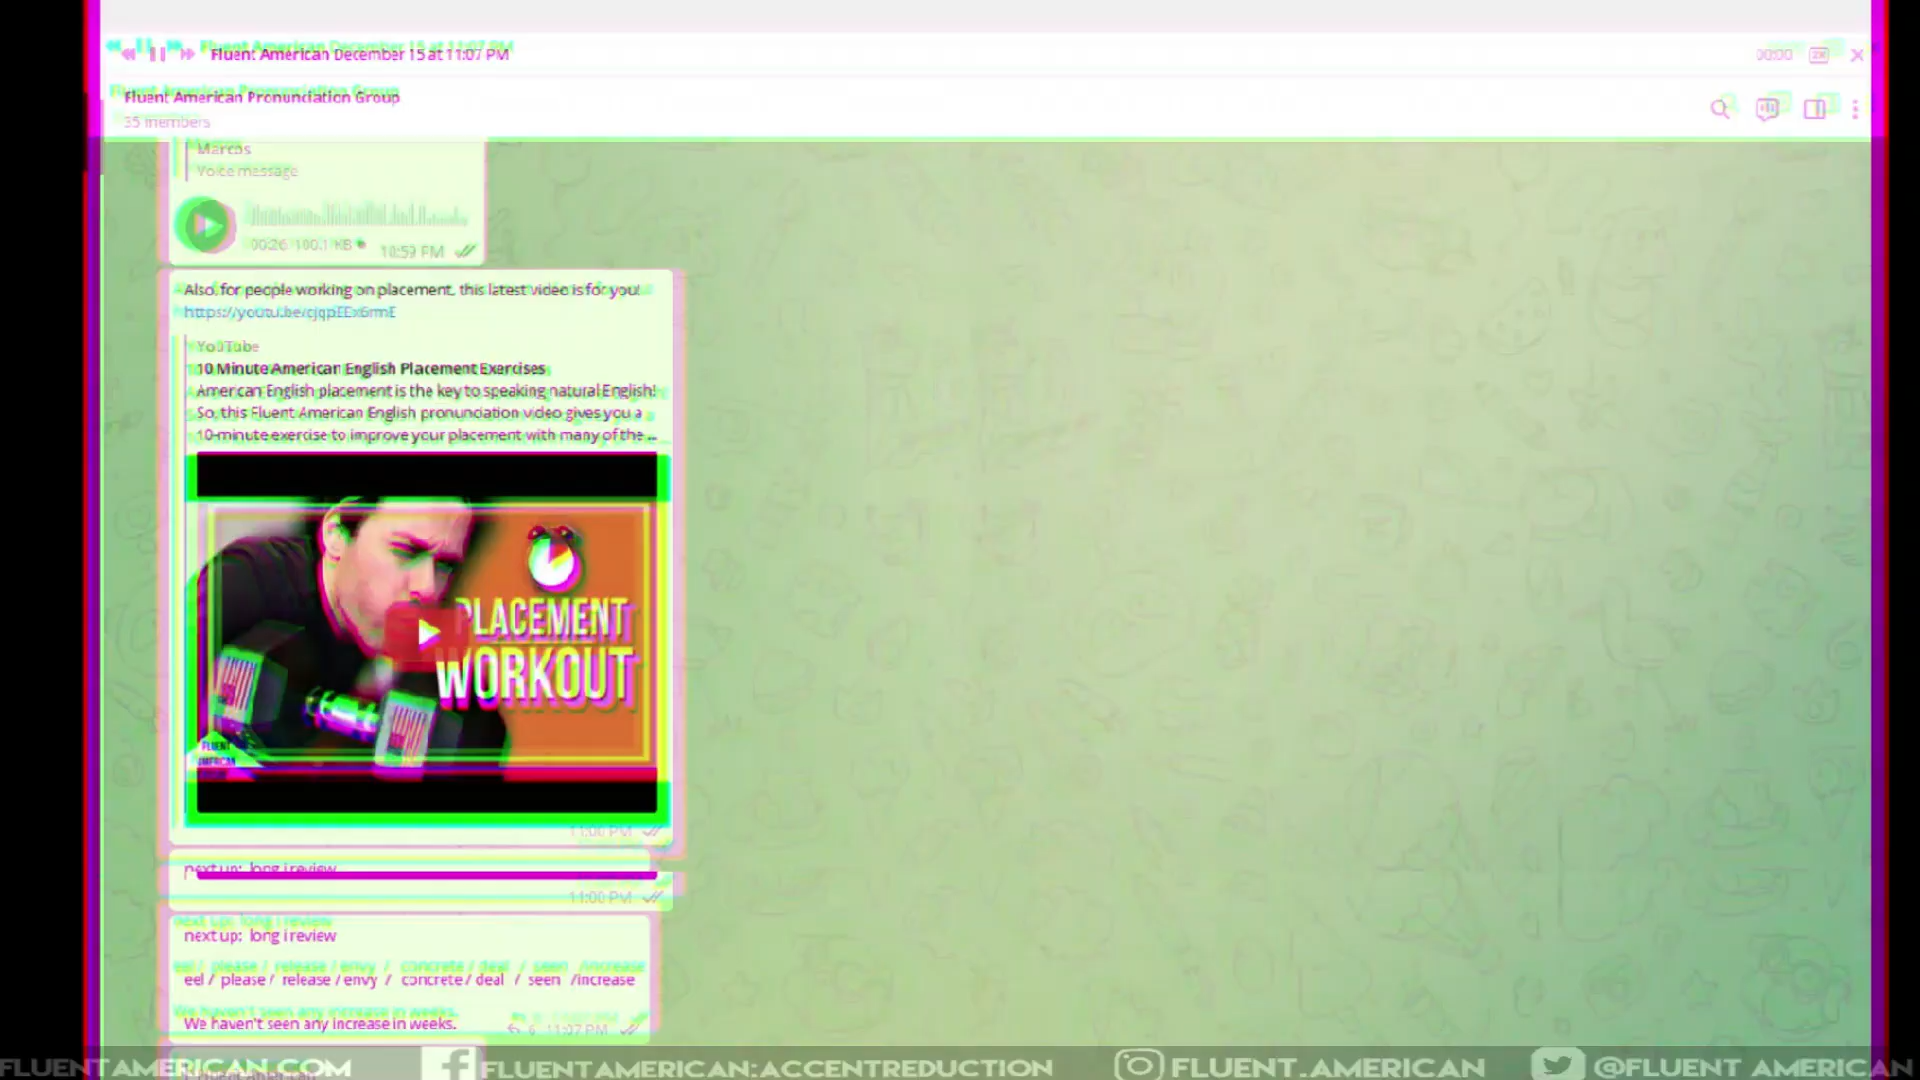 Fluent American December 15 at 11:07 PM
00:00 2X
Fluent American Pronunciation Group
35 members
Marcos
Voice message
00:26, 100.1 KB
10:59 PM
Also, for people working on placement, this latest video is for you!
YouTube
10 Minute American English Placement Exercises
American English placement is the key to speaking natural English!
So, this Fluent American English pronunciation video gives you a
10-minute exercise to improve your placement with many of the ...
PLACEMENT
WORKOUT
FLUENT
AMERICAN
11:00 PM
next up: long i review
11:00 PM
next up: long i review
eel / please / release / envy / concrete / deal / seen /increase
We haven't seen any increase in weeks.
6 11:07 PM
FLUENTAMERICAN.COM
FLUENTAMERICAN:ACCENTREDUCTION
FLUENT.AMERICAN
@FLUENT AMERICAN